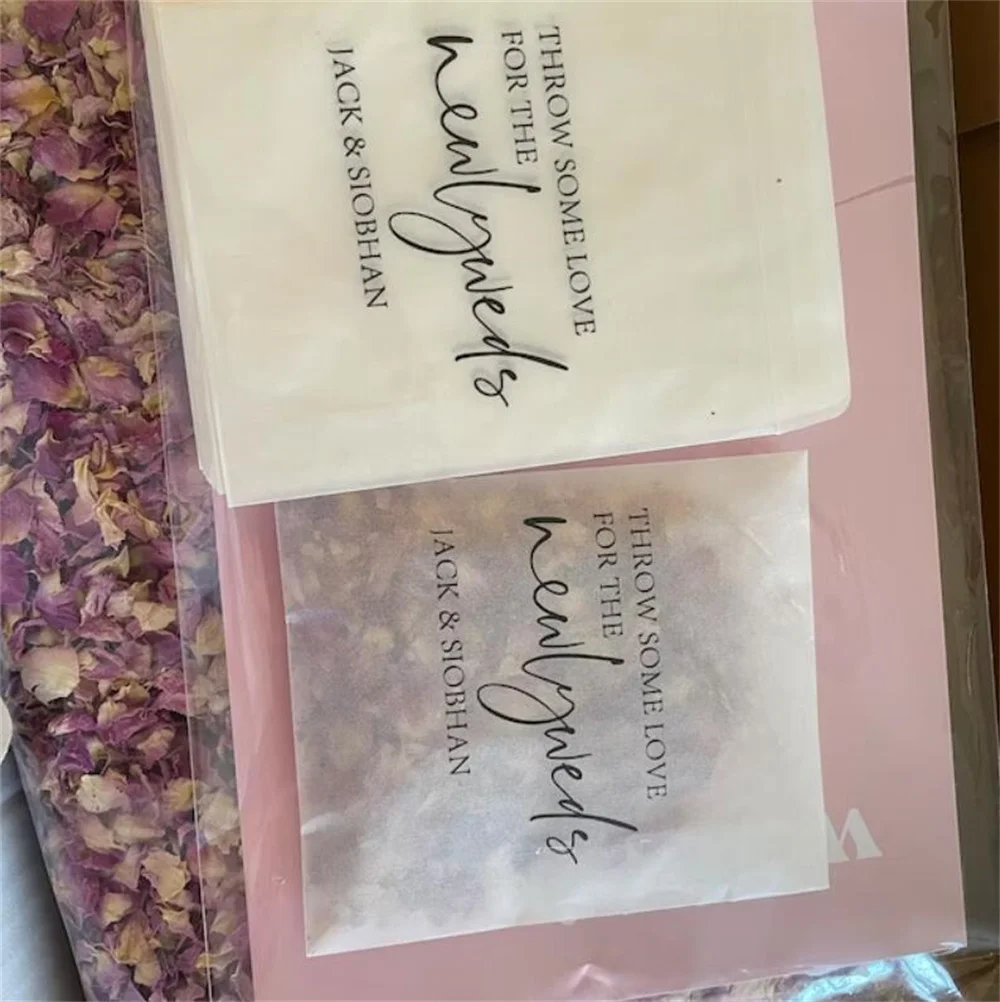 THROW SOME LOVE
FOR THE
newlyweds
JACK & SIOBHAN
THROW SOME LOVE
FOR THE
newlyweds
JACK & SIOBHAN